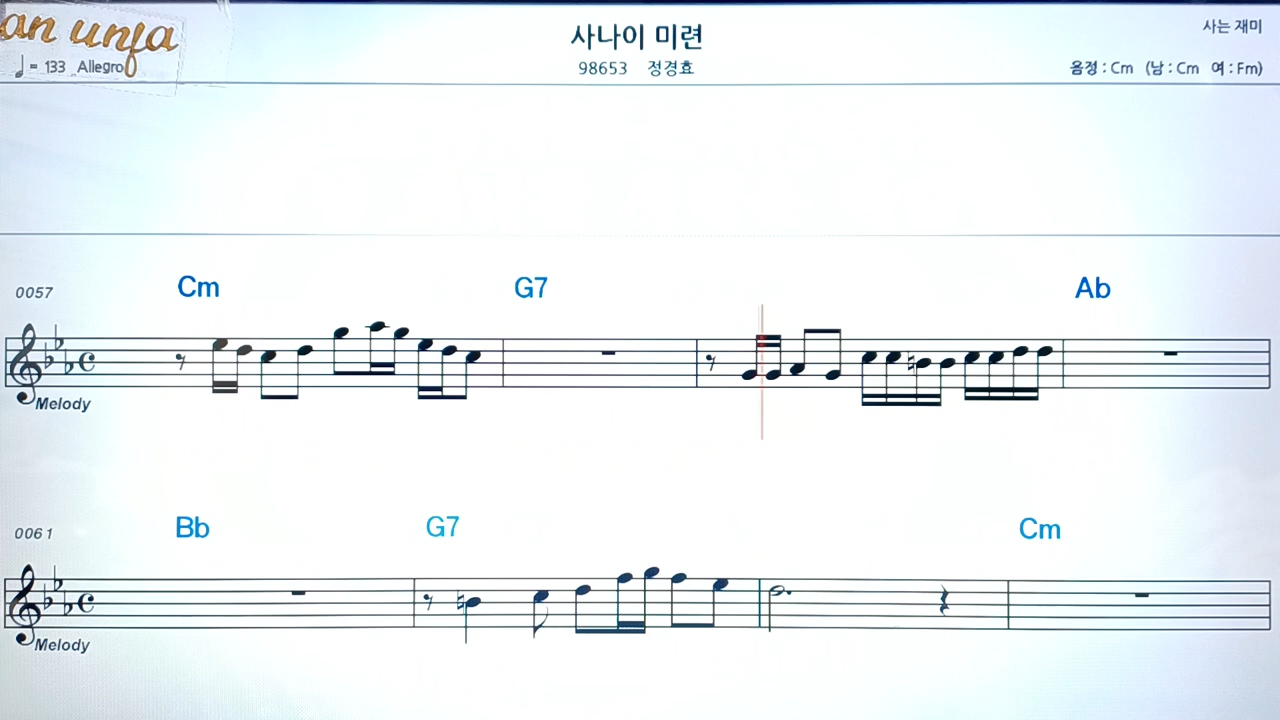 an unfa
사나이 미련
사는 재미
♩ = 133 Allegro
98653 정경효
음정 : Cm (남 : Cm 여 : Fm)
Cm G7 Ab
0057
Melody
Bb G7 Cm
0061
Melody